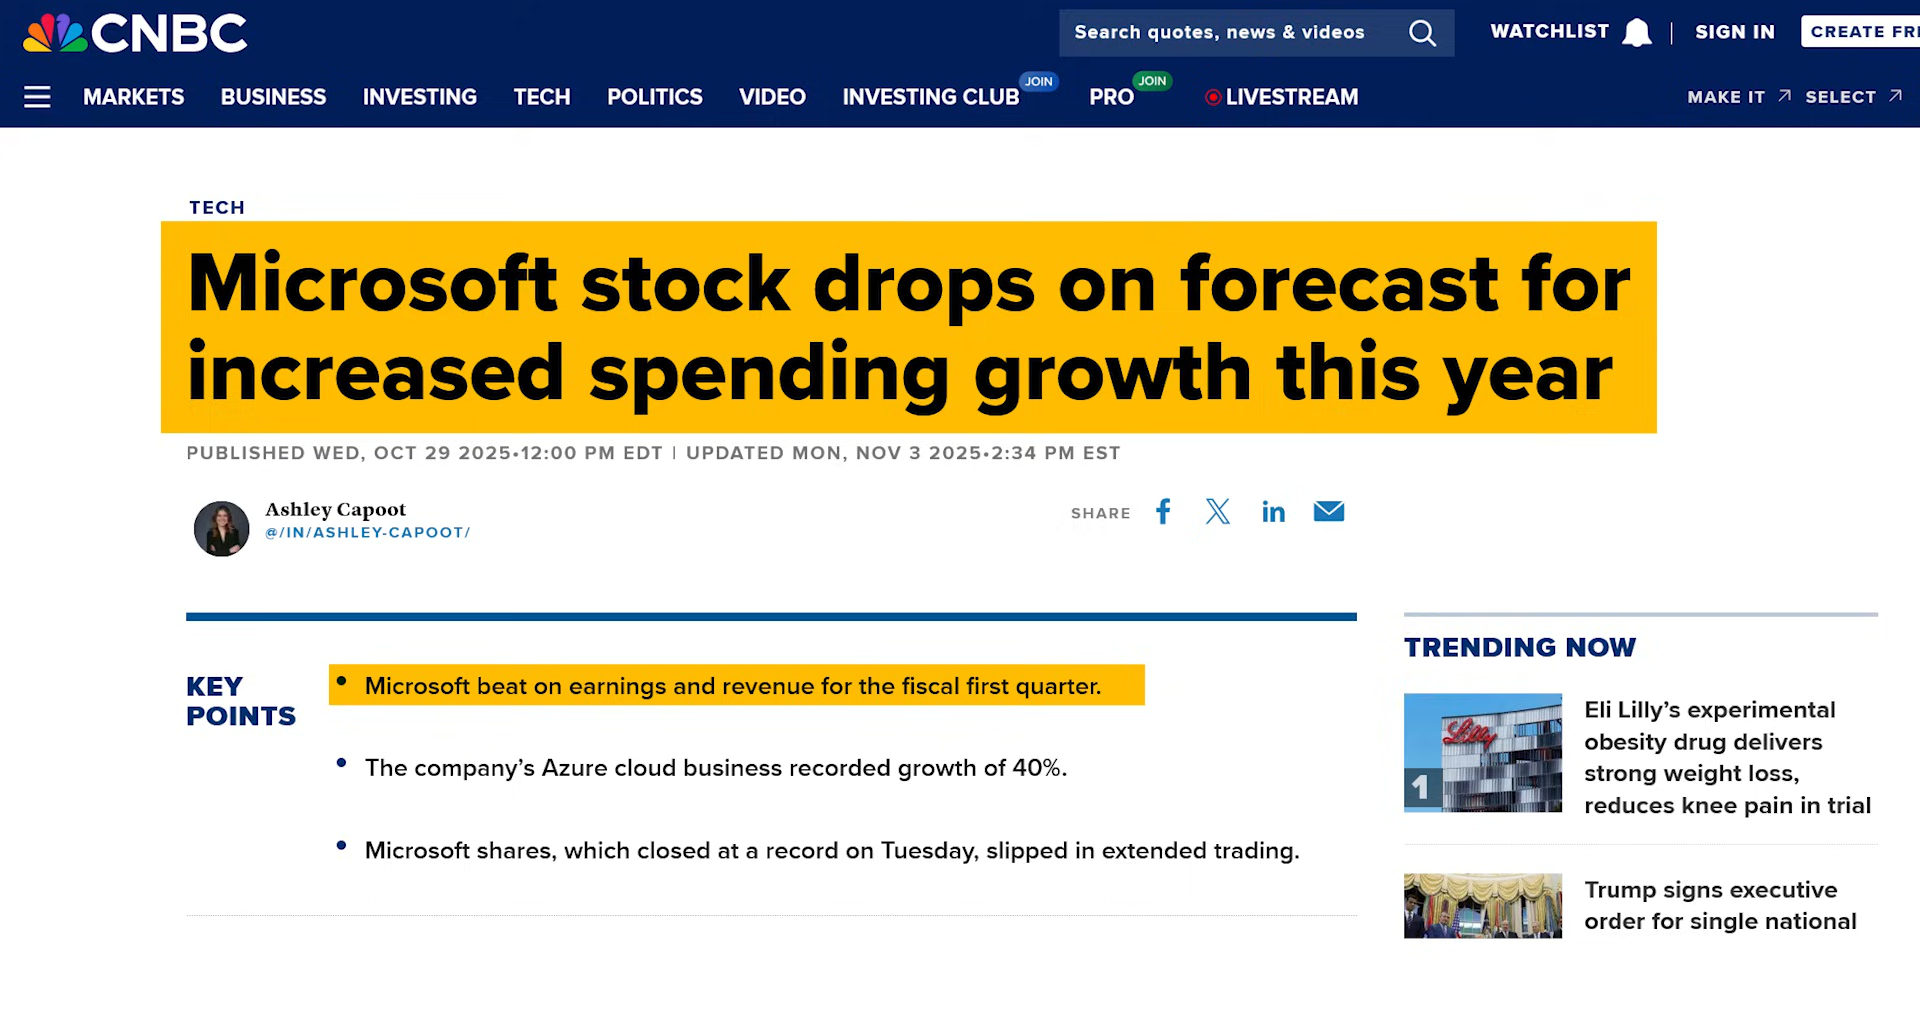 CNBC
Search quotes, news & videos
WATCHLIST
SIGN IN
CREATE FRE
MARKETS
BUSINESS
INVESTING
TECH
POLITICS
VIDEO
INVESTING CLUB
JOIN
PRO
JOIN
LIVESTREAM
MAKE IT
SELECT
TECH
Microsoft stock drops on forecast for
increased spending growth this year
PUBLISHED WED, OCT 29 2025•12:00 PM EDT | UPDATED MON, NOV 3 2025•2:34 PM EST
Ashley Capoot
@/IN/ASHLEY-CAPOOT/
SHARE
KEY
POINTS
• Microsoft beat on earnings and revenue for the fiscal first quarter.
• The company’s Azure cloud business recorded growth of 40%.
• Microsoft shares, which closed at a record on Tuesday, slipped in extended trading.
TRENDING NOW
Lilly
1
Eli Lilly’s experimental
obesity drug delivers
strong weight loss,
reduces knee pain in trial
Trump signs executive
order for single national